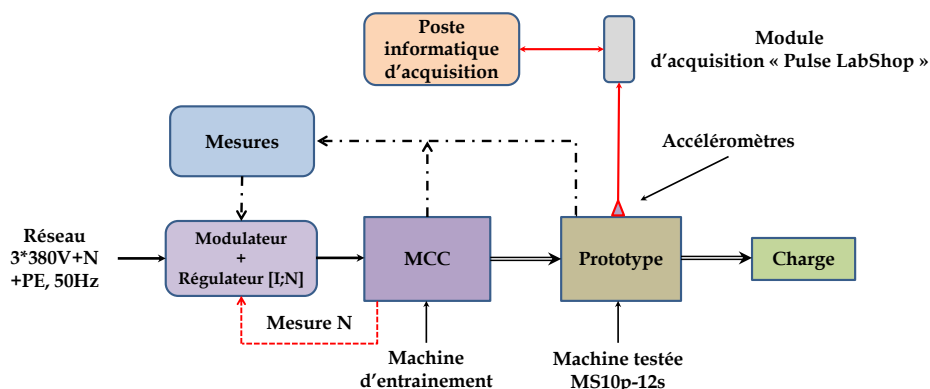 Poste
informatique
d'acquisition
Module
d'acquisition « Pulse LabShop »
Mesures
Accéléromètres
Réseau
3*380V+N
+PE, 50Hz
Modulateur
+
Régulateur [I;N]
MCC
Prototype
Charge
Mesure N
Machine
d'entrainement
Machine testée
MS10p-12s